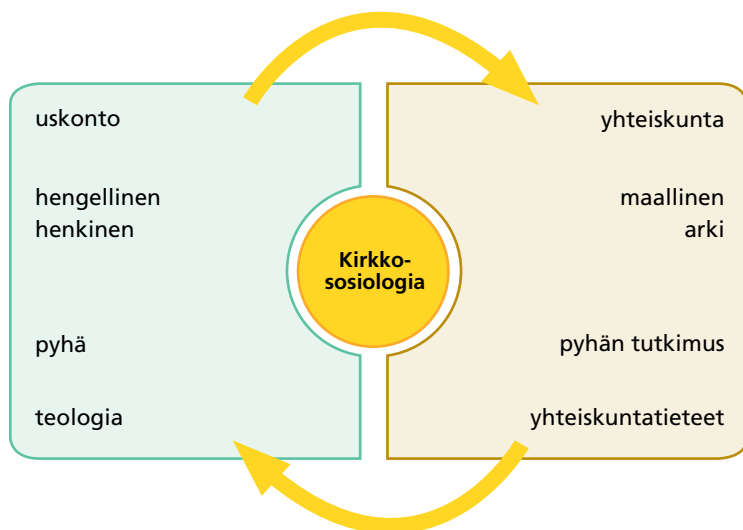 uskonto
hengellinen
henkinen
pyhä
teologia
Kirkko-
sosiologia
yhteiskunta
maallinen
arki
pyhän tutkimus
yhteiskuntatieteet